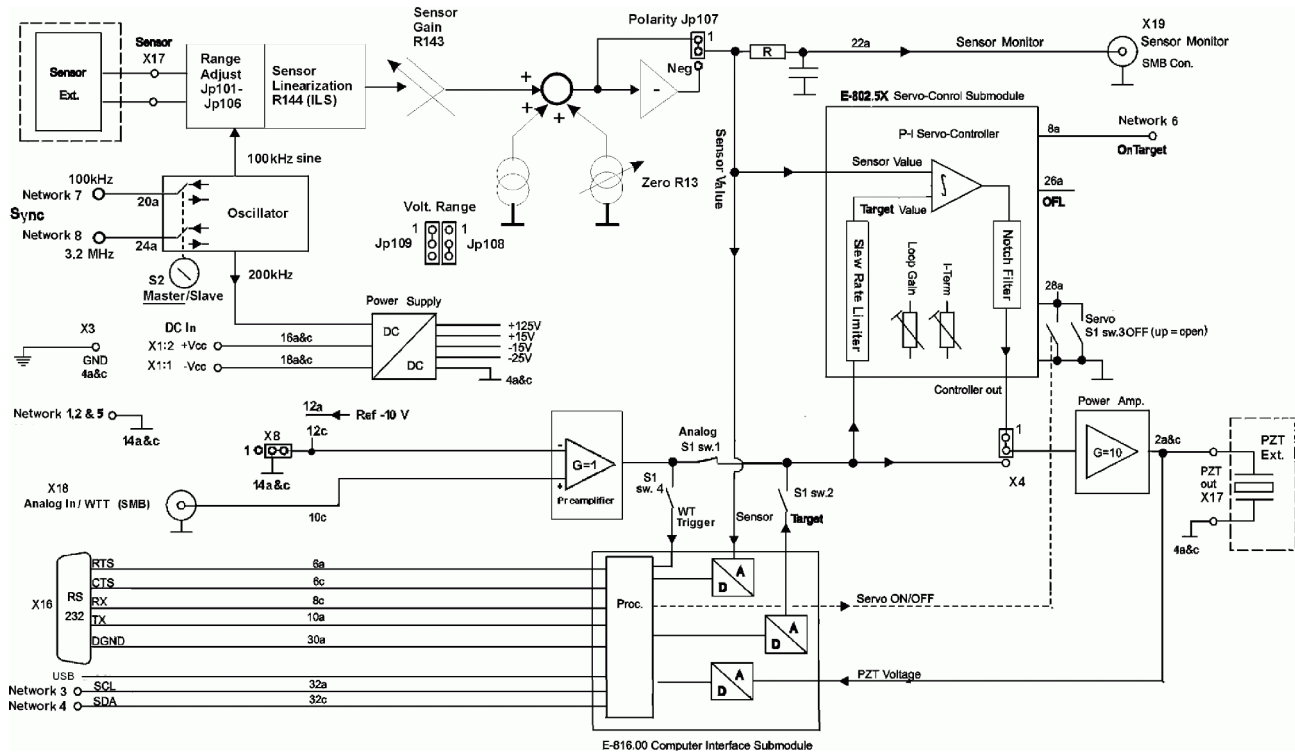 Sensor
Ext.
Sensor
X17
Range
Adjust
Jp101-
Jp106
Sensor
Linearization
R144 (ILS)
Sensor
Gain
R143
+
+
+
Polarity Jp107
1
Neg
-
R
22a
Sensor Monitor
X19
Sensor Monitor
SMB Con.
100kHz sine
Network 7
100kHz
20a
Sync
Network 8
3.2 MHz
24a
Oscillator
S2
Master/Slave
200kHz
Zero R13
Volt. Range
1
1
Jp109
Jp108
Sensor Value
E-802.5X Servo-Conrol Submodule
P-I Servo-Controller
Sensor Value
Target Value
∫
Slew Rate Limiter
Loop Gain
I-Term
Notch Filter
8a
Network 6
OnTarget
26a
OFL
28a
Servo
S1 sw.3OFF (up = open)
Controller out
X3
GND
4a&c
DC In
X1:2 +Vcc
16a&c
X1:1 -Vcc
18a&c
Power Supply
DC
DC
+125V
+15V
-15V
-25V
4a&c
Network 1,2 & 5
14a&c
12a
Ref -10 V
12c
1
X8
14a&c
X18
Analog In / WTT (SMB)
10c
-
+
G=1
Preamplifier
Analog
S1 sw.1
S1
sw. 4
WT
Trigger
S1 sw.2
Target
Sensor
1
X4
Power Amp.
G=10
2a&c
PZT
out
X17
4a&c
PZT
Ext.
X16
RS
232
RTS
6a
CTS
6c
RX
8c
TX
10a
DGND
30a
USB
Network 3
SCL
32a
Network 4
SDA
32c
Proc.
A
D
A
D
A
D
Servo ON/OFF
PZT Voltage
E-816.00 Computer Interface Submodule